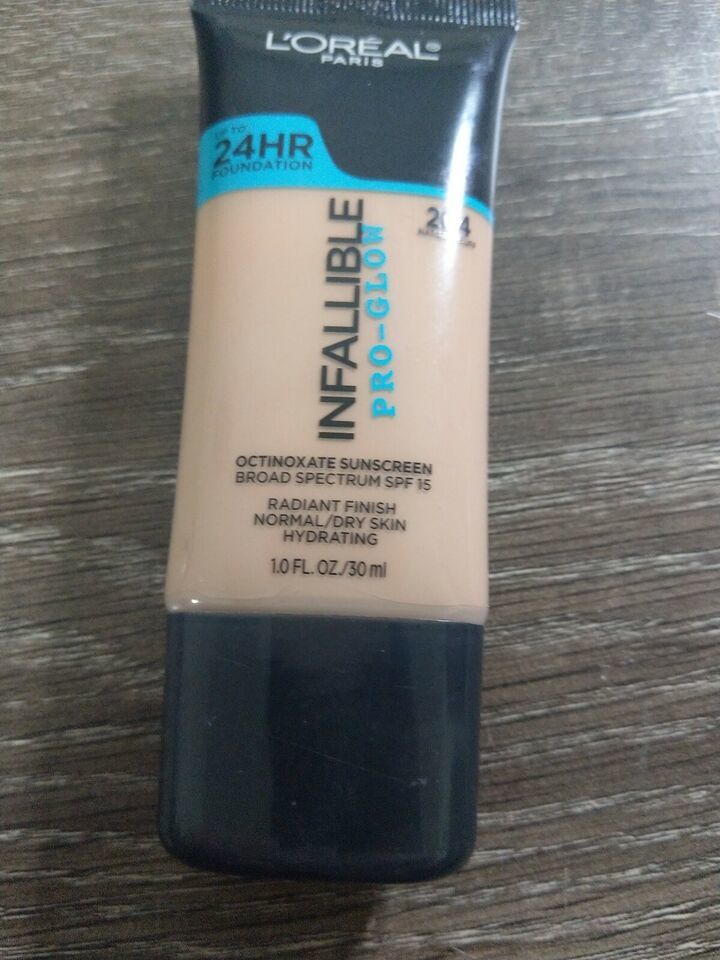 L'ORÉAL®
PARIS
UP TO
24HR
FOUNDATION
204
INFALLIBLE
PRO-GLOW
OCTINOXATE SUNSCREEN
BROAD SPECTRUM SPF 15
RADIANT FINISH
NORMAL/DRY SKIN
HYDRATING
1.0 FL. OZ./30 ml